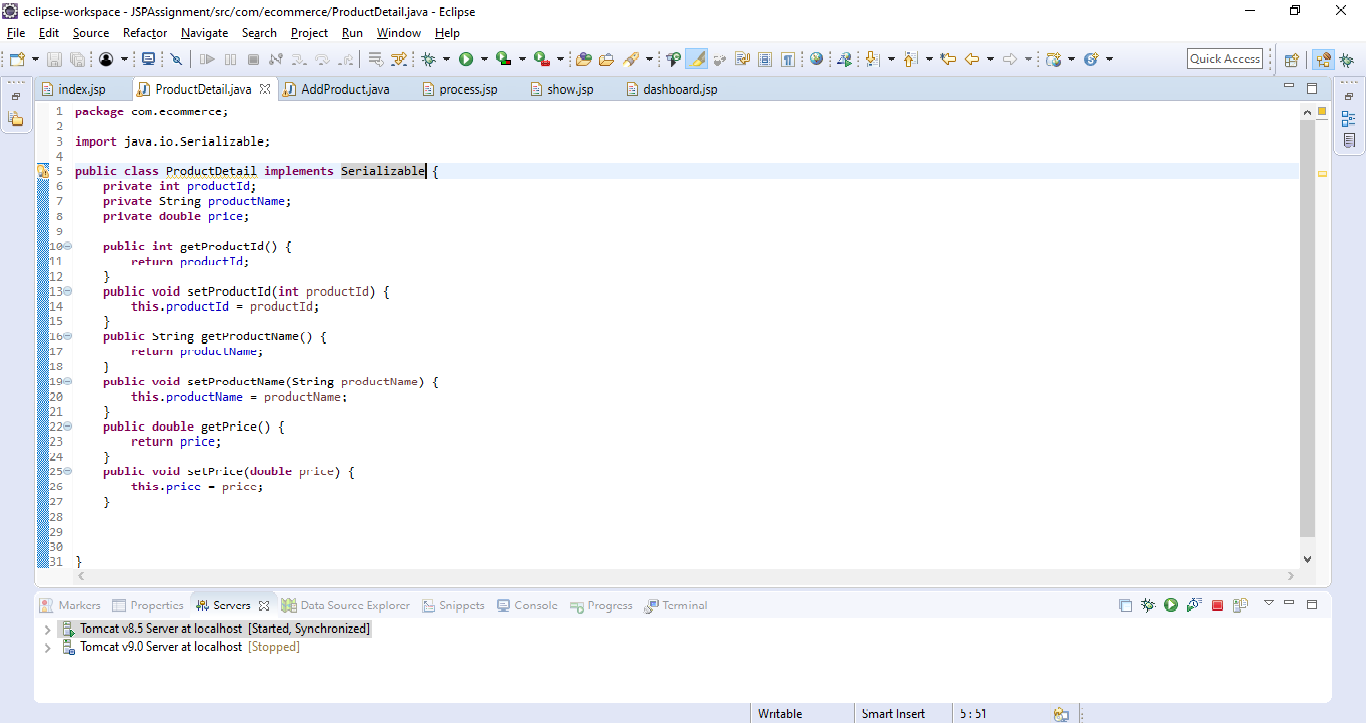 eclipse-workspace - JSPAssignment/src/com/ecommerce/ProductDetail.java - Eclipse
File Edit Source Refactor Navigate Search Project Run Window Help
Quick Access
index.jsp ProductDetail.java AddProduct.java process.jsp show.jsp dashboard.jsp
1 package com.ecommerce;
2
3 import java.io.Serializable;
4
5 public class ProductDetail implements Serializable {
6 private int productId;
7 private String productName;
8 private double price;
9
10 public int getProductId() {
11 return productId;
12 }
13 public void setProductId(int productId) {
14 this.productId = productId;
15 }
16 public String getProductName() {
17 return productName;
18 }
19 public void setProductName(String productName) {
20 this.productName = productName;
21 }
22 public double getPrice() {
23 return price;
24 }
25 public void setPrice(double price) {
26 this.price = price;
27 }
28
29
30
31 }
Markers Properties Servers Data Source Explorer Snippets Console Progress Terminal
Tomcat v8.5 Server at localhost [Started, Synchronized]
Tomcat v9.0 Server at localhost [Stopped]
Writable Smart Insert 5 : 51